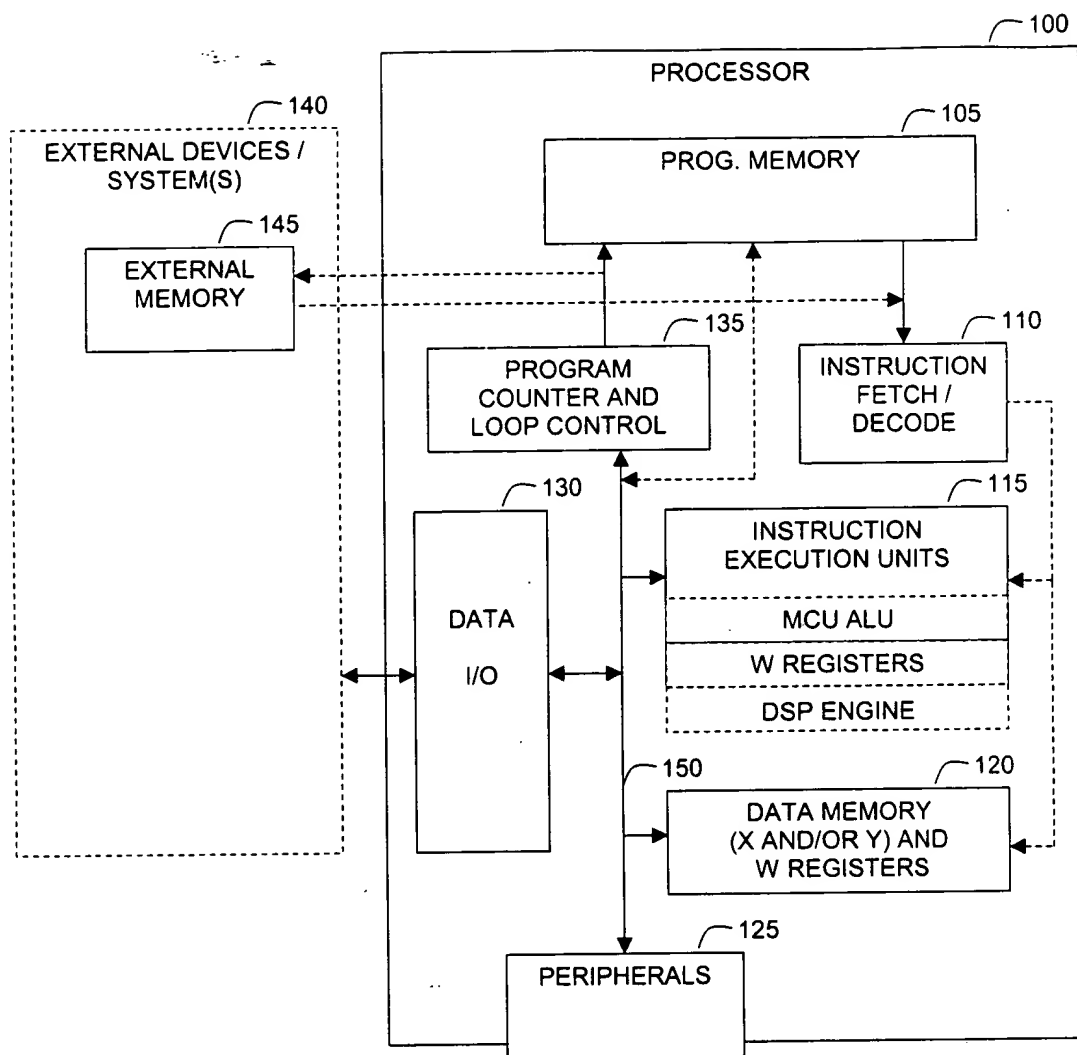 100
PROCESSOR
140
EXTERNAL DEVICES /
SYSTEM(S)
105
PROG. MEMORY
145
EXTERNAL
MEMORY
135
PROGRAM
COUNTER AND
LOOP CONTROL
110
INSTRUCTION
FETCH /
DECODE
130
DATA
I/O
115
INSTRUCTION
EXECUTION UNITS
MCU ALU
W REGISTERS
DSP ENGINE
150
120
DATA MEMORY
(X AND/OR Y) AND
W REGISTERS
125
PERIPHERALS